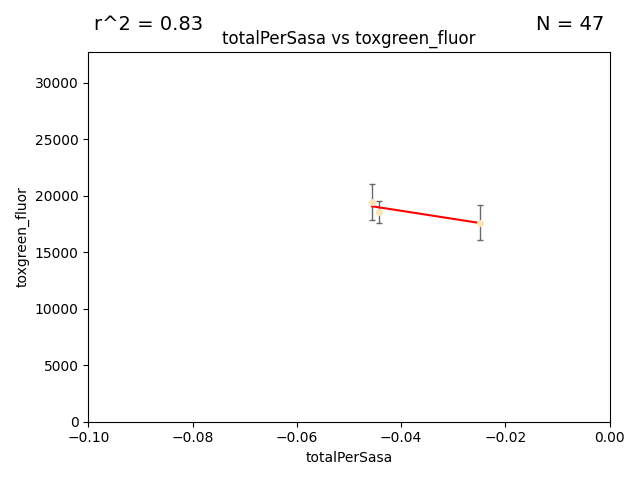 r^2 = 0.83
N = 47
totalPerSasa vs toxgreen_fluor
30000
25000
20000
15000
10000
5000
0
toxgreen_fluor
−0.10
−0.08
−0.06
−0.04
−0.02
0.00
totalPerSasa